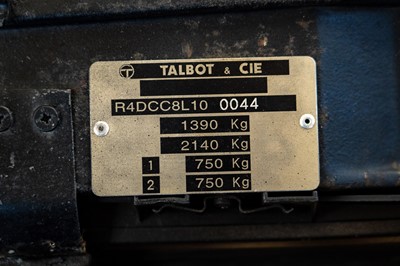 TALBOT & CIE
R4DCC8L10 0044
1390 Kg
2140 Kg
1 750 Kg
2 750 Kg